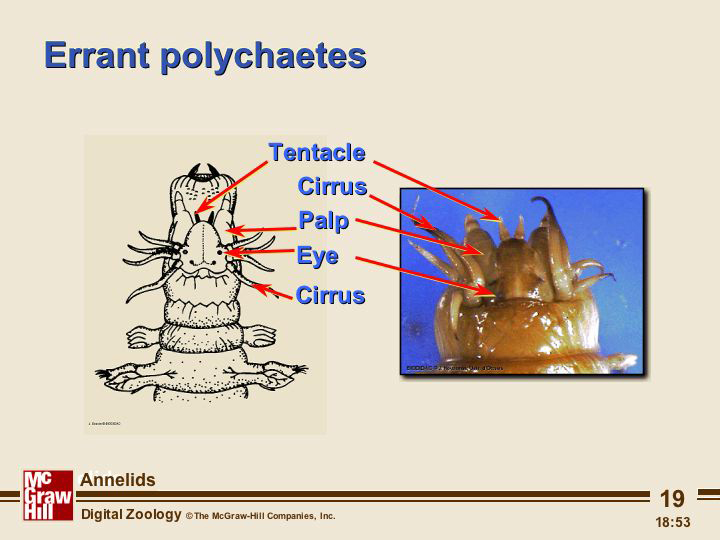 Errant polychaetes
Tentacle
Cirrus
Palp
Eye
Cirrus
Annelids
Mc
Graw
Hill
Digital Zoology © The McGraw-Hill Companies, Inc.
19
18:53